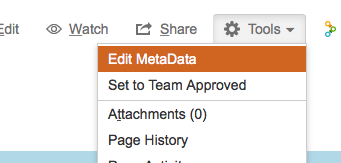 Edit Watch Share Tools
Edit MetaData
Set to Team Approved
Attachments (0)
Page History